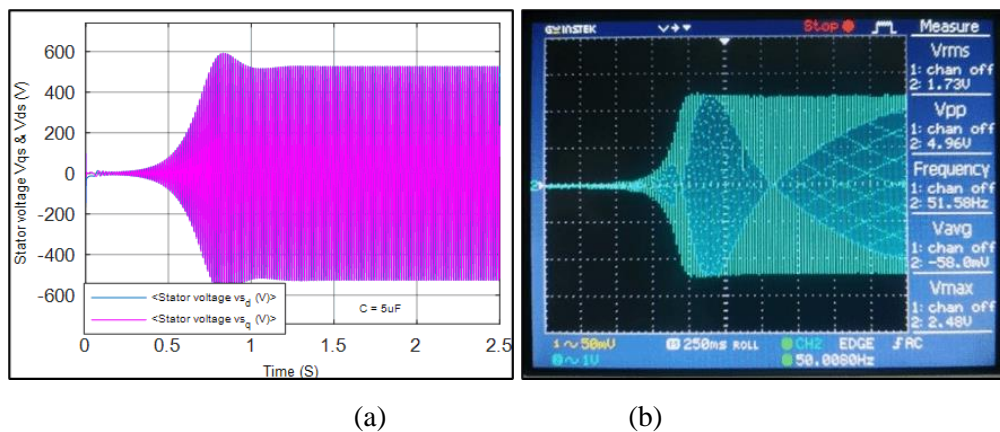 Stator voltage Vqs & Vds (V)
600
400
200
0
-200
-400
-600
<Stator voltage vs_d (V)>
<Stator voltage vs_q (V)>
C = 5uF
0
0.5
1
1.5
2
2.5
Time (S)
(a)
GWINSTEK
Stop
Measure
Vrms
1: chan off
2: 1.73V
Vpp
1: chan off
2: 4.96V
Frequency
1: chan off
2: 51.58Hz
Vavg
1: chan off
2: -58.0mV
Vmax
1: chan off
2: 2.48V
2
1 ~ 50mV
250ms ROLL
CH2 EDGE AC
2 ~ 1V
50.0080Hz
(b)